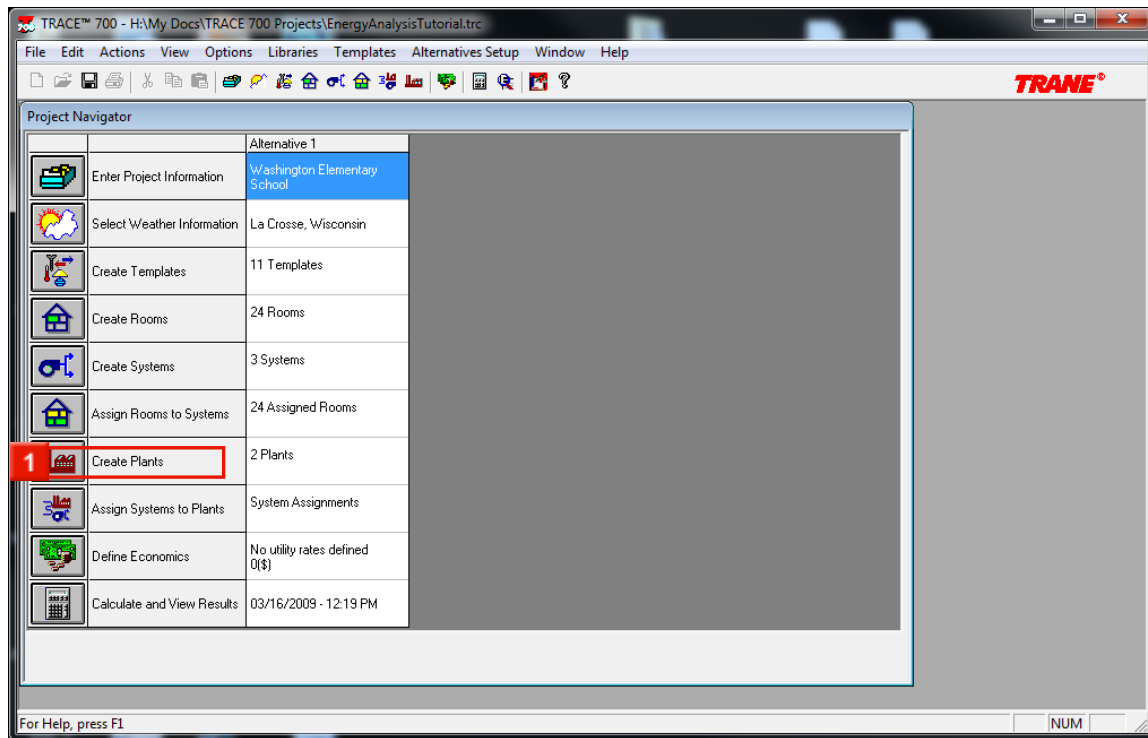 TRACE™ 700 - H:\My Docs\TRACE 700 Projects\EnergyAnalysisTutorial.trc
File Edit Actions View Options Libraries Templates Alternatives Setup Window Help
TRANE®
Project Navigator
Alternative 1
Enter Project Information Washington Elementary
School
Select Weather Information La Crosse, Wisconsin
Create Templates 11 Templates
Create Rooms 24 Rooms
Create Systems 3 Systems
Assign Rooms to Systems 24 Assigned Rooms
1 Create Plants 2 Plants
Assign Systems to Plants System Assignments
Define Economics No utility rates defined
0($)
Calculate and View Results 03/16/2009 - 12:19 PM
For Help, press F1 NUM